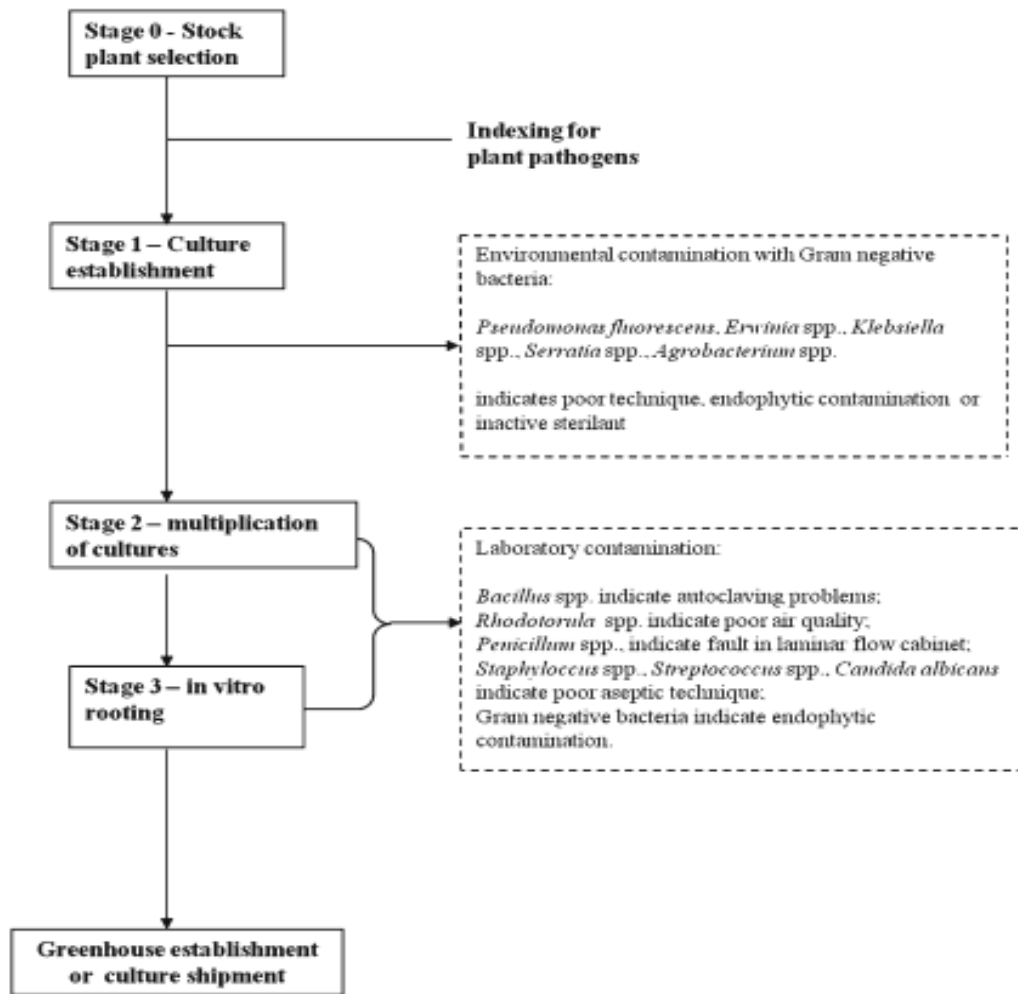 Stage 0 - Stock
plant selection
Indexing for
plant pathogens
Stage 1 – Culture
establishment
Environmental contamination with Gram negative
bacteria:
Pseudomonas fluorescens, Erwinia spp., Klebsiella
spp., Serratia spp., Agrobacterium spp.
indicates poor technique, endophytic contamination or
inactive sterilant
Stage 2 – multiplication
of cultures
Laboratory contamination:
Bacillus spp. indicate autoclaving problems;
Rhodotorula spp. indicate poor air quality;
Penicillum spp., indicate fault in laminar flow cabinet;
Staphyloccus spp., Streptococcus spp., Candida albicans
indicate poor aseptic technique;
Gram negative bacteria indicate endophytic
contamination.
Stage 3 – in vitro
rooting
Greenhouse establishment
or culture shipment